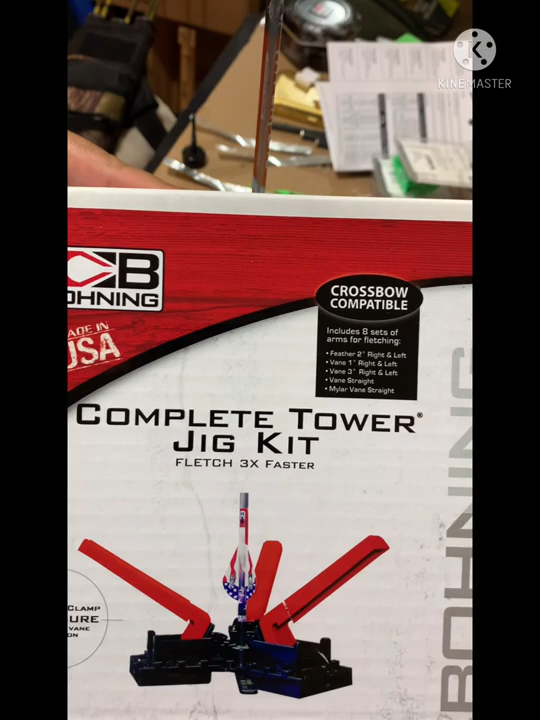 KINEMASTER
CB
OHNING
ADE IN
USA
CROSSBOW
COMPATIBLE
Includes 8 sets of
arms for fletching:
• Feather 2° Right & Left
• Vane 1° Right & Left
• Vane 3° Right & Left
• Vane Straight
• Mylar Vane Straight
COMPLETE TOWER®
JIG KIT
FLETCH 3X FASTER
CLAMP
URE
VANE
ON
BOHNING